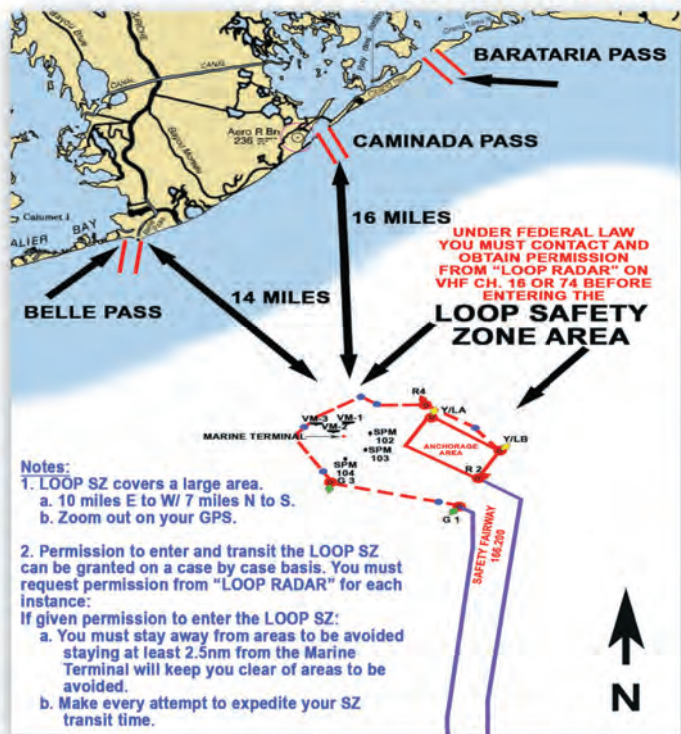 BARATARIA PASS
Aero R Bn
236
CAMINADA PASS
CANAL
CANAL
Bayou Blue
Bayou Moreau
Calumet I
BAY
16 MILES
UNDER FEDERAL LAW
YOU MUST CONTACT AND
OBTAIN PERMISSION
FROM “LOOP RADAR” ON
VHF CH. 16 OR 74 BEFORE
ENTERING THE
LOOP SAFETY
ZONE AREA
BELLE PASS
14 MILES
R4
Y/LA
VM-3
VM-1
VM-2
MARINE TERMINAL
SPM
102
SPM
103
SPM
104
ANCHORAGE
AREA
Y/LB
R 2
G 3
G 1
SAFETY FAIRWAY
166.200
Notes:
1. LOOP SZ covers a large area.
a. 10 miles E to W/ 7 miles N to S.
b. Zoom out on your GPS.
2. Permission to enter and transit the LOOP SZ
can be granted on a case by case basis. You must
request permission from “LOOP RADAR” for each
instance:
If given permission to enter the LOOP SZ:
a. You must stay away from areas to be avoided
staying at least 2.5nm from the Marine
Terminal will keep you clear of areas to be
avoided.
b. Make every attempt to expedite your SZ
transit time.
N